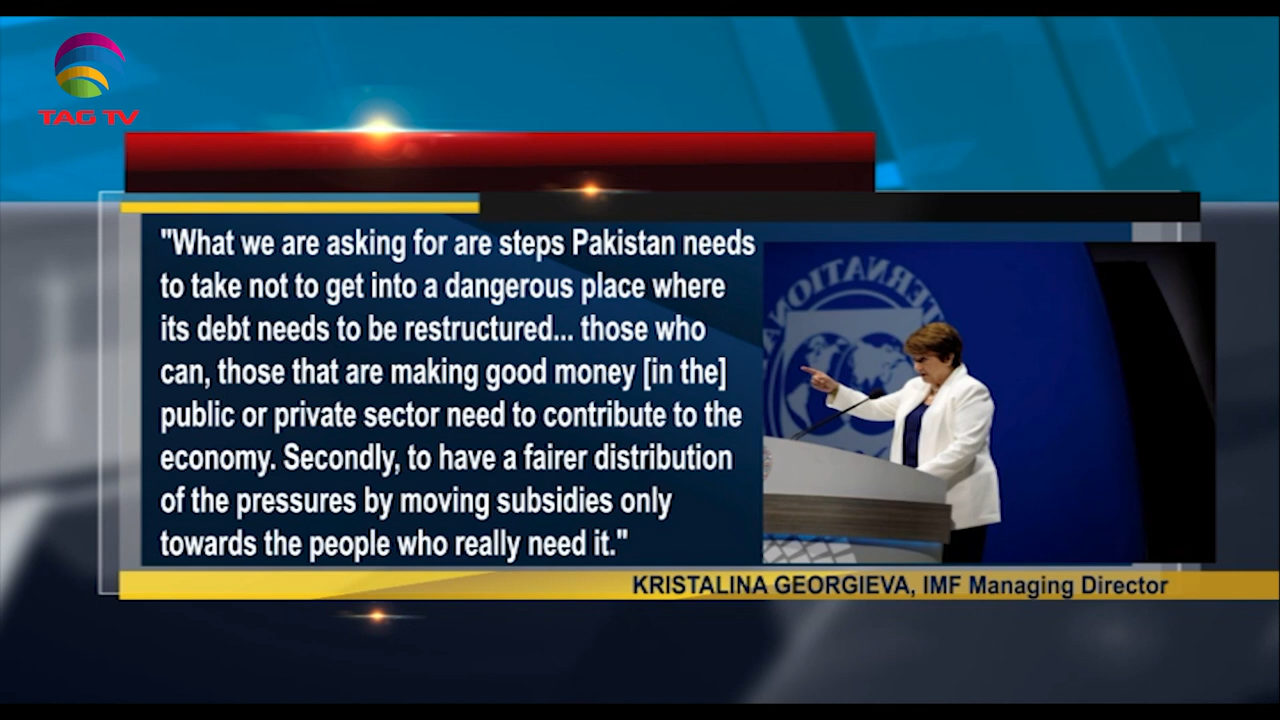 TAG TV
"What we are asking for are steps Pakistan needs
to take not to get into a dangerous place where
its debt needs to be restructured... those who
can, those that are making good money [in the]
public or private sector need to contribute to the
economy. Secondly, to have a fairer distribution
of the pressures by moving subsidies only
towards the people who really need it."
INTERNATIONAL
KRISTALINA GEORGIEVA, IMF Managing Director